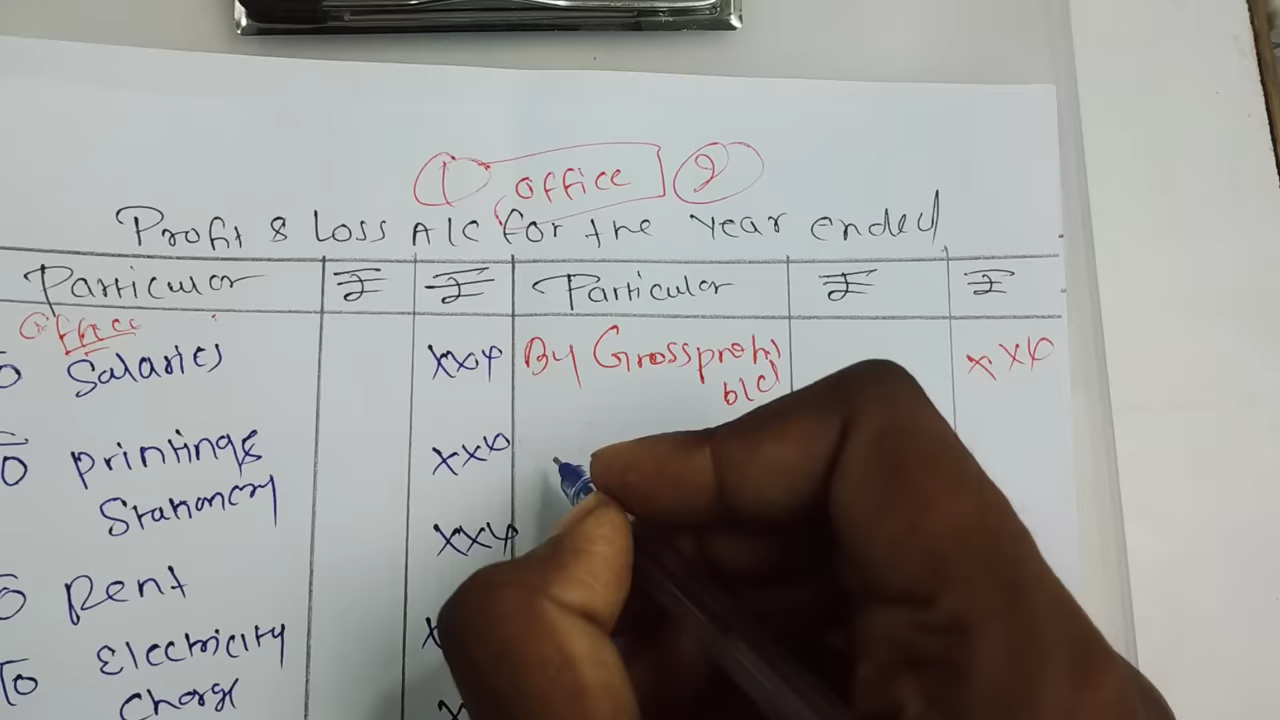 1 office 2
Profit & Loss A/C for the year ended
Particular ₹ ₹ Particular ₹ ₹
office
To Salaries xxx By Gross profit xxx
b/d
To printing & xxx
Stationery
xxx
To Rent
To Electricity x
charge x